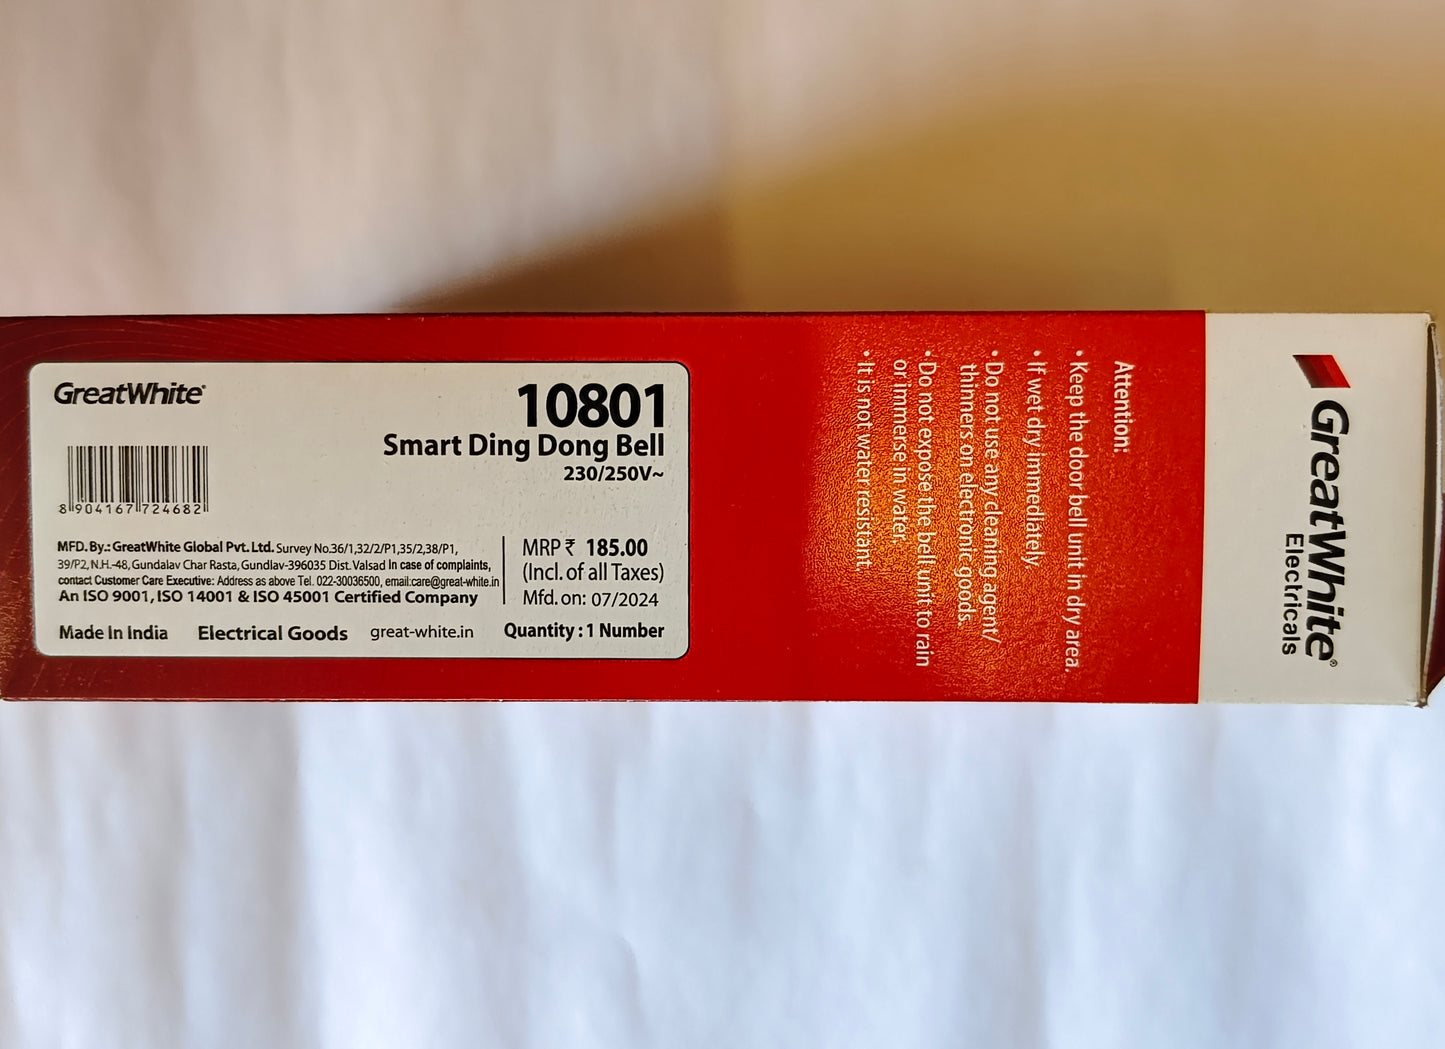 GreatWhite®
10801
Smart Ding Dong Bell
230/250V~
8 904167 724682
MFD. By.: GreatWhite Global Pvt. Ltd. Survey No.36/1,32/2/P1,35/2,38/P1,
39/P2, N.H.-48, Gundalav Char Rasta, Gundlav-396035 Dist. Valsad In case of complaints,
contact Customer Care Executive: Address as above Tel. 022-30036500, email:care@great-white.in
An ISO 9001, ISO 14001 & ISO 45001 Certified Company
MRP ₹ 185.00
(Incl. of all Taxes)
Mfd. on: 07/2024
Made In India Electrical Goods great-white.in Quantity : 1 Number
Attention:
• Keep the door bell unit in dry area.
• If wet dry immediately.
• Do not use any cleaning agent/
thinners on electronic goods.
• Do not expose the bell unit to rain
or immerse in water.
• It is not water resistant.
GreatWhite®
Electricals